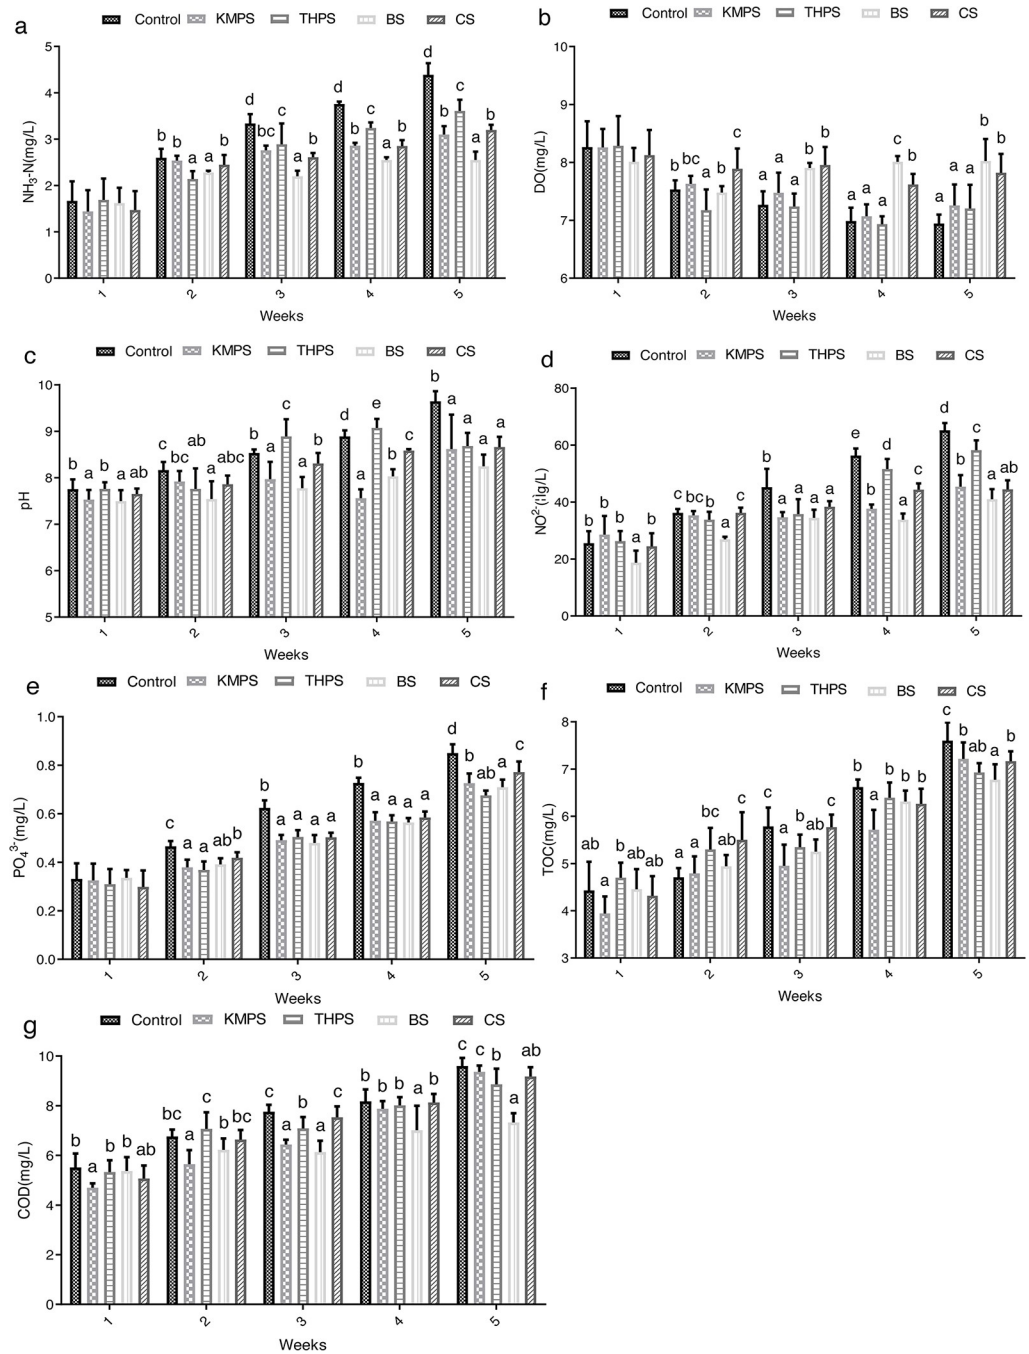 a
Control KMPS THPS BS CS
NH3-N(mg/L)
5
4
3
2
1
0
b b a a b
d bc c a b
d b c a b
d b c a b
1 2 3 4 5
Weeks
b
Control KMPS THPS BS CS
DO(mg/L)
10
9
8
7
6
b bc a b c
a a a b b
a a a c b
a a a b b
1 2 3 4 5
Weeks
c
Control KMPS THPS BS CS
pH
10
9
8
7
6
5
b a b a ab
c bc ab a abc
b a c a b
d a e b c
b a a a a
1 2 3 4 5
Weeks
d
Control KMPS THPS BS CS
NO2-(ìg/L)
80
60
40
20
0
b b b a b
c bc b a c
b a a a a
e b d a c
d b c a a
1 2 3 4 5
Weeks
e
Control KMPS THPS BS CS
PO4 3-(mg/L)
1.0
0.8
0.6
0.4
0.2
0.0
c a a ab b
b a a a a
b a a a a
d b ab a c
1 2 3 4 5
Weeks
f
Control KMPS THPS BS CS
TOC(mg/L)
8
7
6
5
4
3
ab a b ab ab
a a bc ab c
c a b ab c
b a b b b
c b ab a b
1 2 3 4 5
Weeks
g
Control KMPS THPS BS CS
COD(mg/L)
10
8
6
4
2
0
b a b b ab
bc a c b bc
c a b a c
b b b a b
c c b a ab
1 2 3 4 5
Weeks